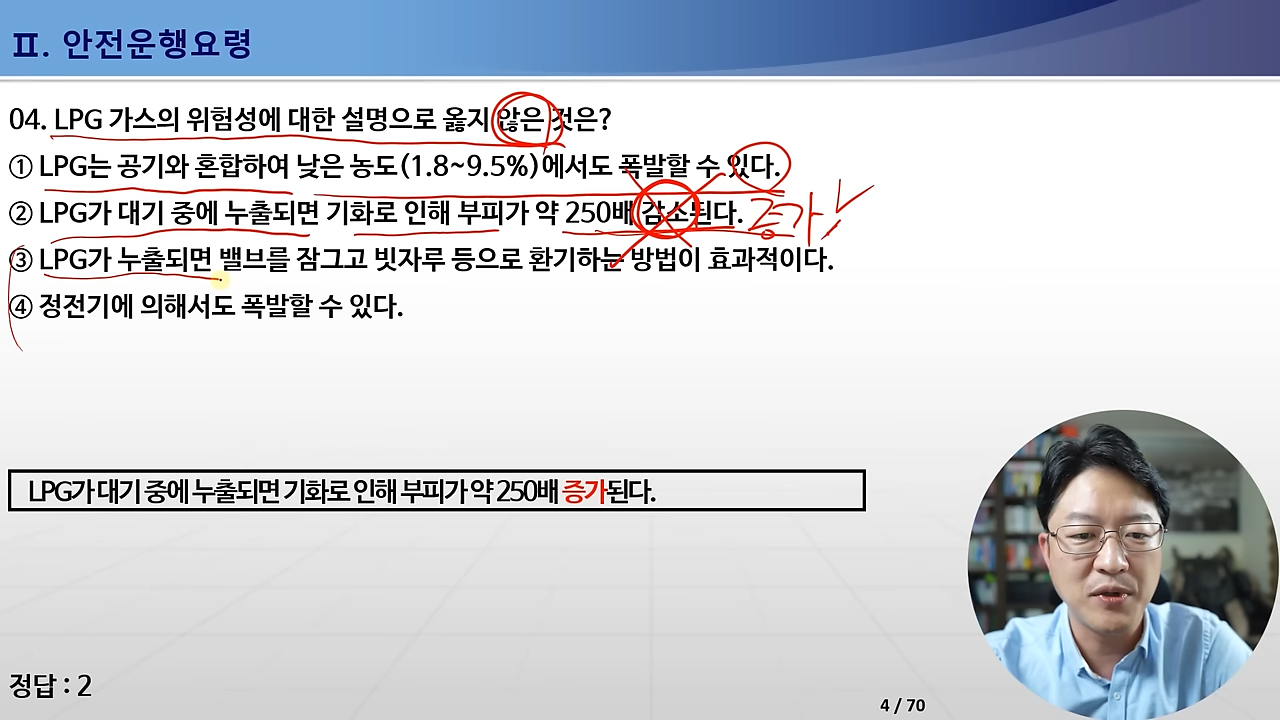 Ⅱ. 안전운행요령
04. LPG 가스의 위험성에 대한 설명으로 옳지 않은 것은?
① LPG는 공기와 혼합하여 낮은 농도(1.8~9.5%)에서도 폭발할 수 있다.
② LPG가 대기 중에 누출되면 기화로 인해 부피가 약 250배 감소된다. 증가!
③ LPG가 누출되면 밸브를 잠그고 빗자루 등으로 환기하는 방법이 효과적이다.
④ 정전기에 의해서도 폭발할 수 있다.
LPG가 대기 중에 누출되면 기화로 인해 부피가 약 250배 증가된다.
정답 : 2
4 / 70